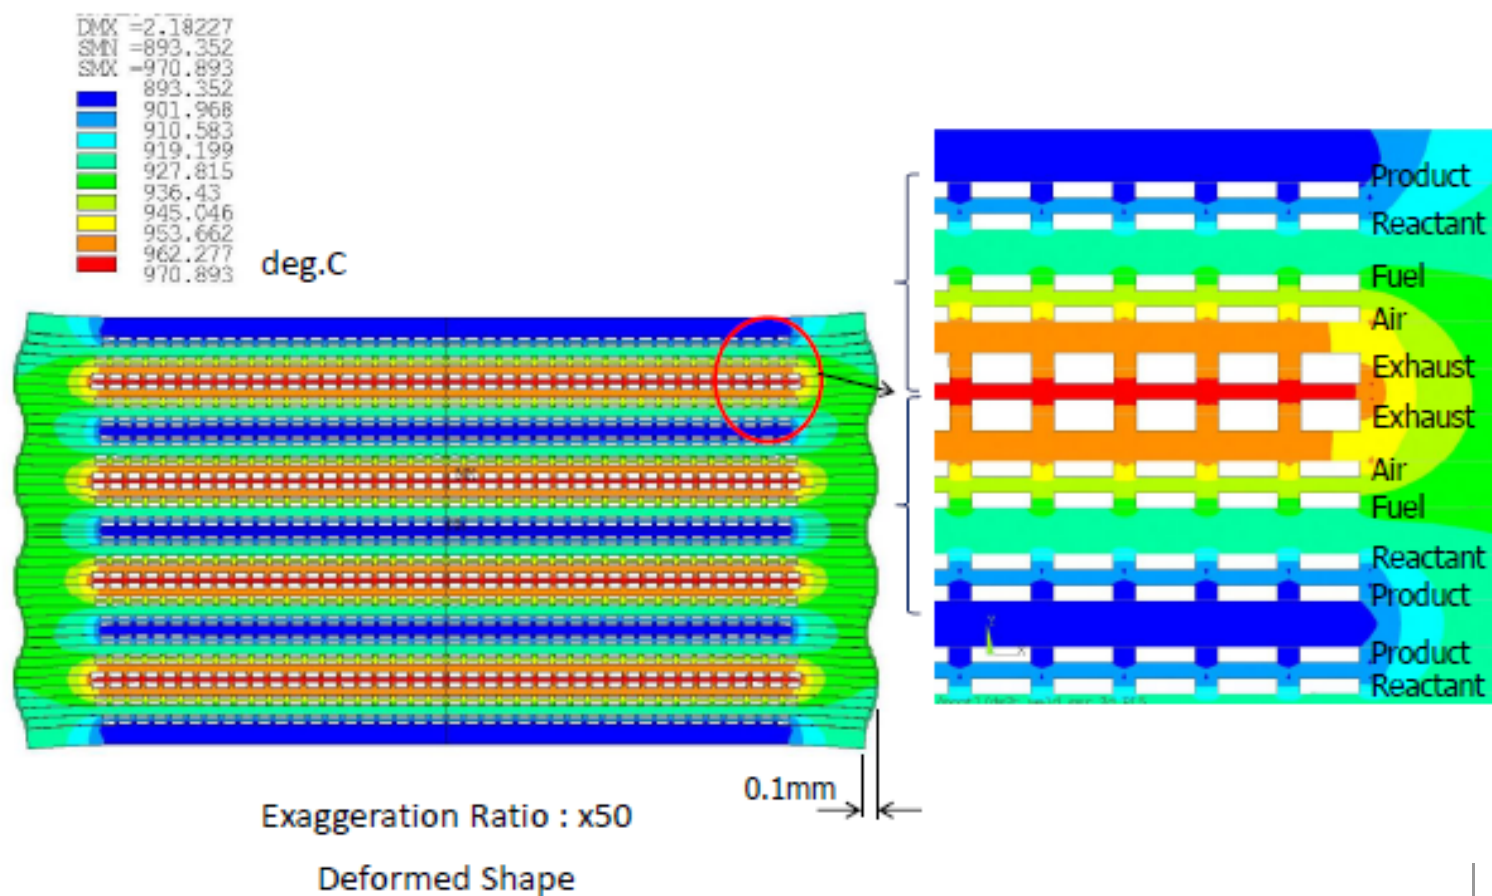 DMX =2.18227
SMN =893.352
SMX =970.893
893.352
901.968
910.583
919.199
927.815
936.43
945.046
953.662
962.277
970.893
deg.C
Product
Reactant
Fuel
Air
Exhaust
Exhaust
Air
Fuel
Reactant
Product
Product
Reactant
0.1mm
Exaggeration Ratio : x50
Deformed Shape